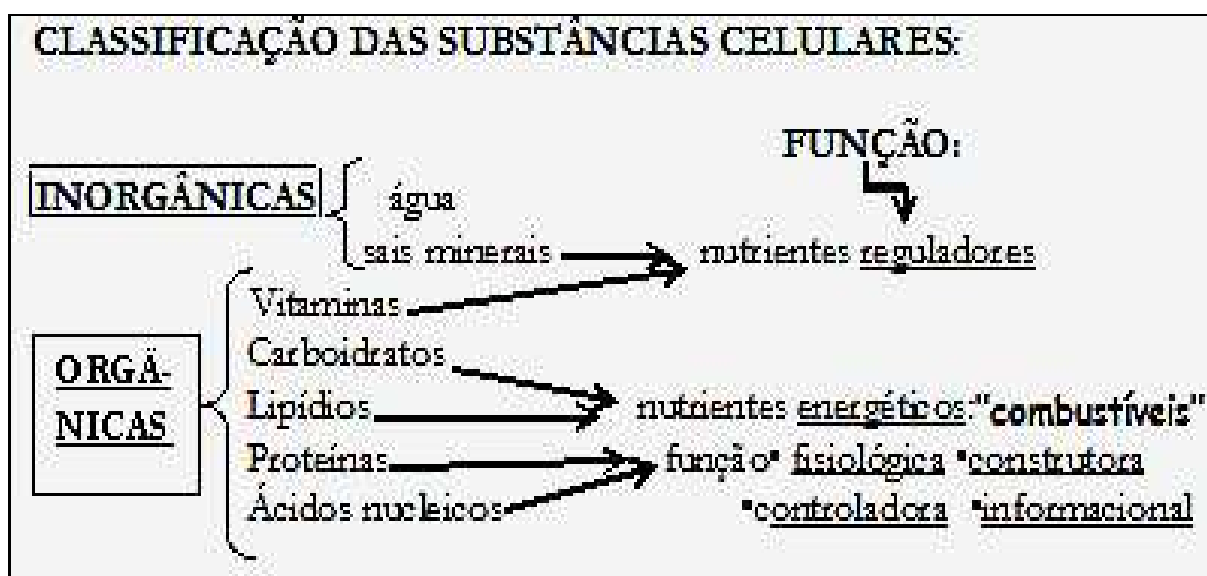 CLASSIFICAÇÃO DAS SUBSTÂNCIAS CELULARES:
FUNÇÃO:
INORGÂNICAS água
sais minerais nutrientes reguladores
Vitaminas
Carboidratos
ORGÂ-
NICAS
Lipídios nutrientes energéticos:"combustíveis"
Proteínas função* fisiológica *construtora
Ácidos nucleicos *controladora *informacional